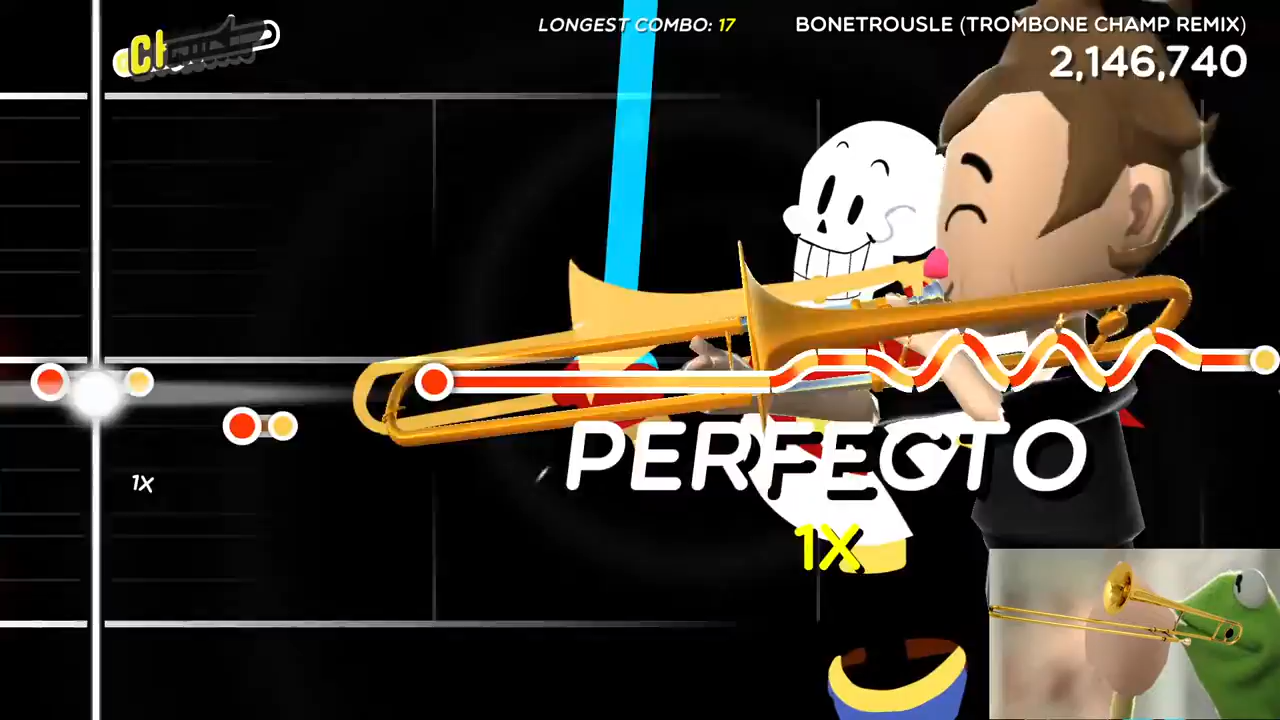 LONGEST COMBO: 17
BONETROUSLE (TROMBONE CHAMP REMIX)
2,146,740
1X
PERFECTO
1X